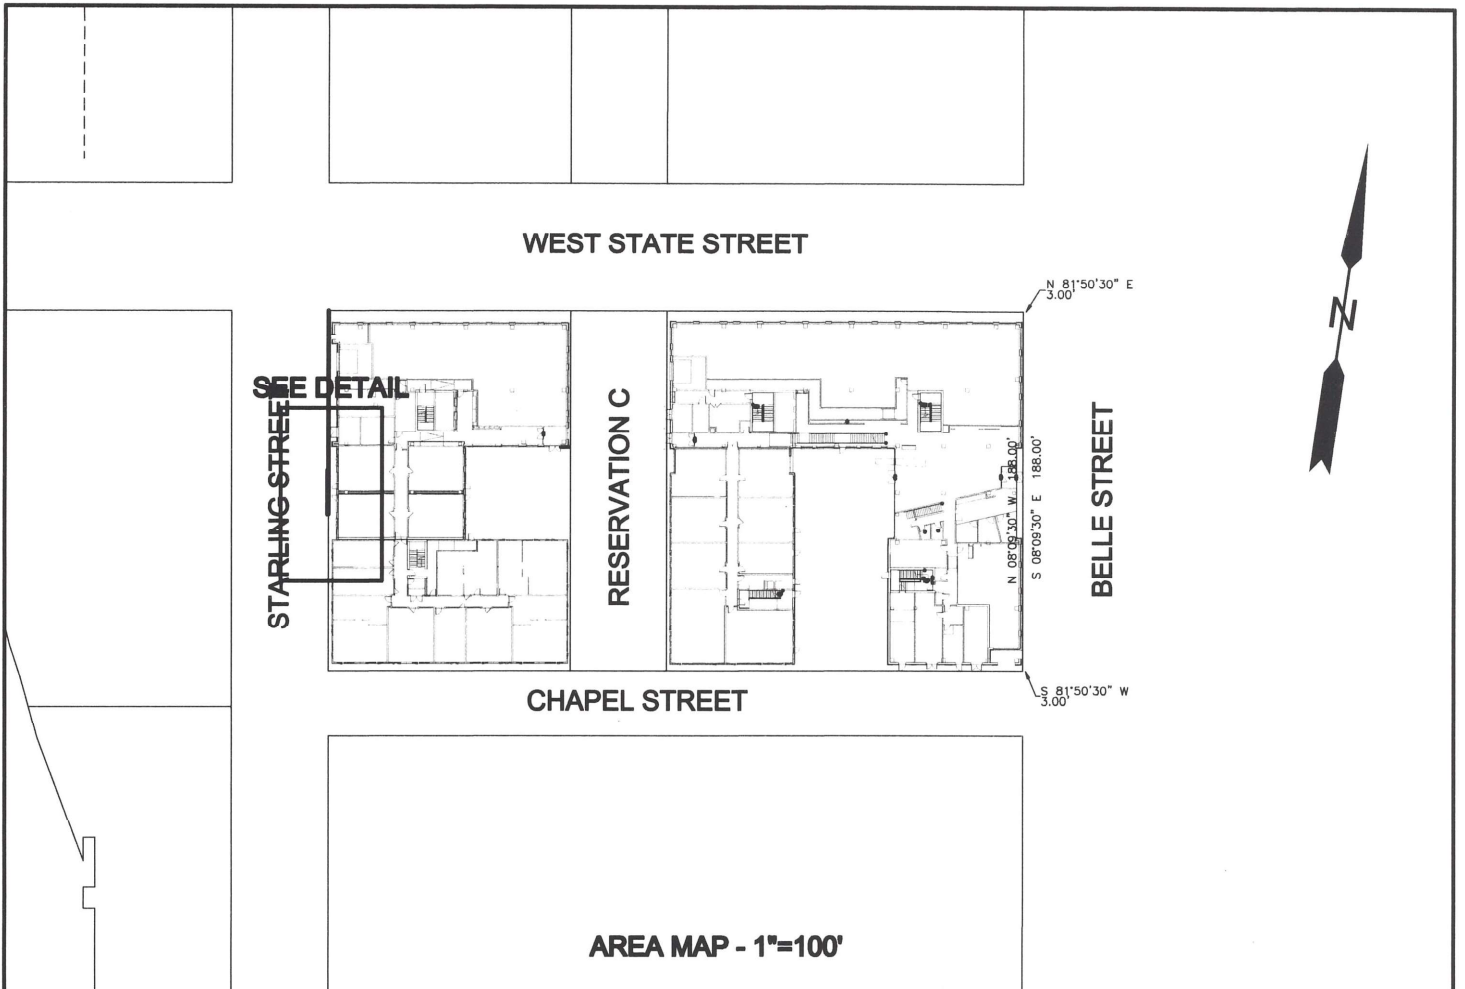 WEST STATE STREET
N 81°50'30" E
3.00'
N
SEE DETAIL
STARLING STREET
RESERVATION C
N 08°09'30" W 188.00'
S 08°09'30" E 188.00'
BELLE STREET
S 81°50'30" W
3.00'
CHAPEL STREET
AREA MAP - 1"=100'